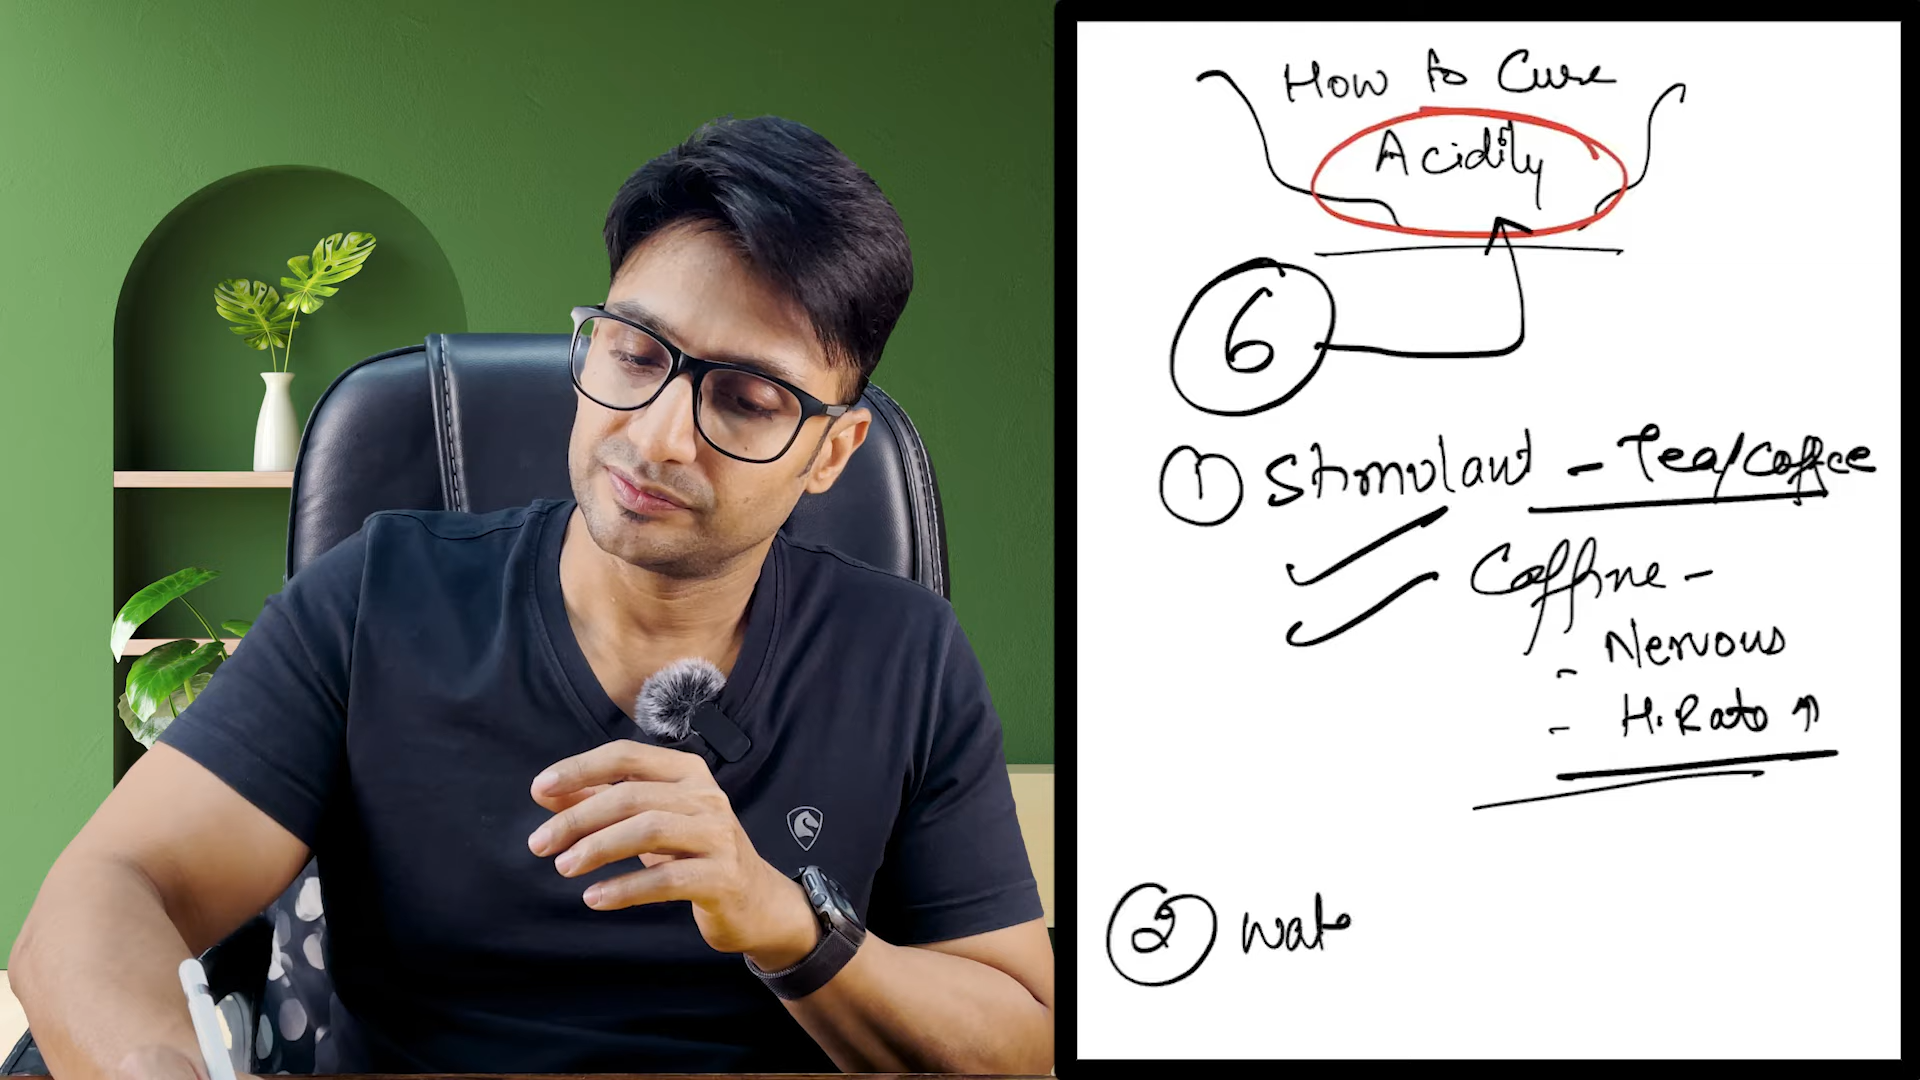 How to Cure
Acidity
6
1 Stimulant - Tea/Coffee
Caffine -
- Nervous
- H. Rate ↑
2 wate